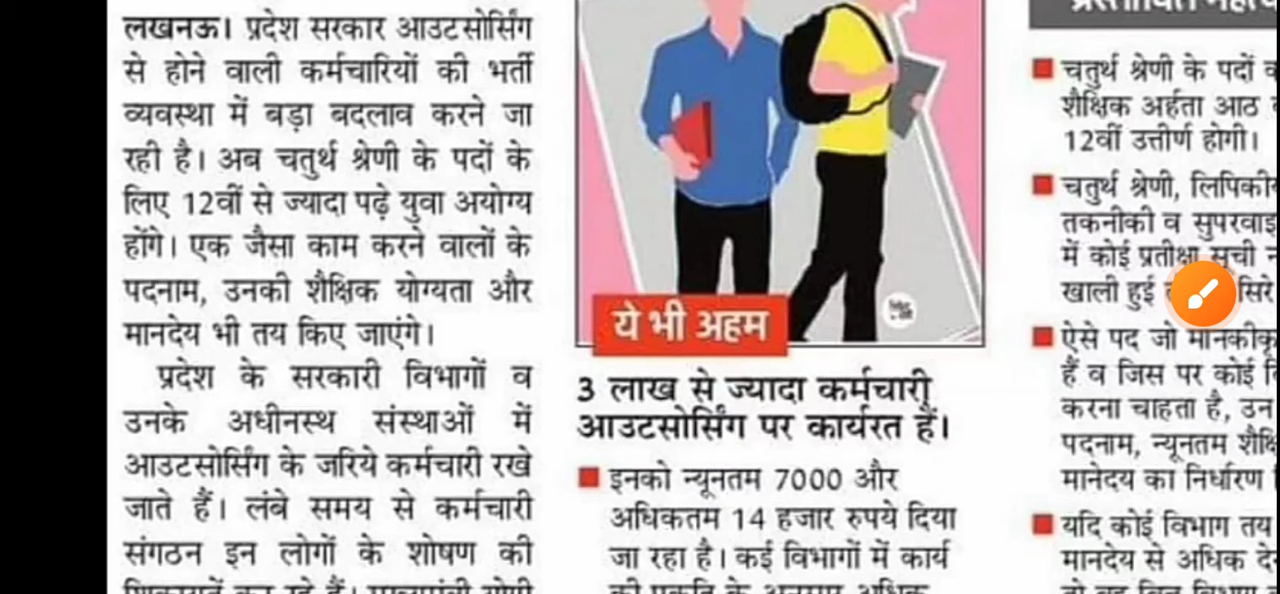 लखनऊ। प्रदेश सरकार आउटसोर्सिंग
से होने वाली कर्मचारियों की भर्ती
व्यवस्था में बड़ा बदलाव करने जा
रही है। अब चतुर्थ श्रेणी के पदों के
लिए 12वीं से ज्यादा पढ़े युवा अयोग्य
होंगे। एक जैसा काम करने वालों के
पदनाम, उनकी शैक्षिक योग्यता और
मानदेय भी तय किए जाएंगे।
प्रदेश के सरकारी विभागों व
उनके अधीनस्थ संस्थाओं में
आउटसोर्सिंग के जरिये कर्मचारी रखे
जाते हैं। लंबे समय से कर्मचारी
संगठन इन लोगों के शोषण की
ये भी अहम
3 लाख से ज्यादा कर्मचारी
आउटसोर्सिंग पर कार्यरत हैं।
इनको न्यूनतम 7000 और
अधिकतम 14 हजार रुपये दिया
जा रहा है। कई विभागों में कार्य
चतुर्थ श्रेणी के पदों
शैक्षिक अर्हता आठ
12वीं उत्तीर्ण होगी।
चतुर्थ श्रेणी,
तकनीकी व
में कोई प्रतीक्षा सूची
खाली हुई
ऐसे पद जो
हैं व जिस पर कोई
करना चाहता है, उन
पदनाम, न्यूनतम
मानेदय का निर्धारण
यदि कोई विभाग तय
मानदेय से अधिक